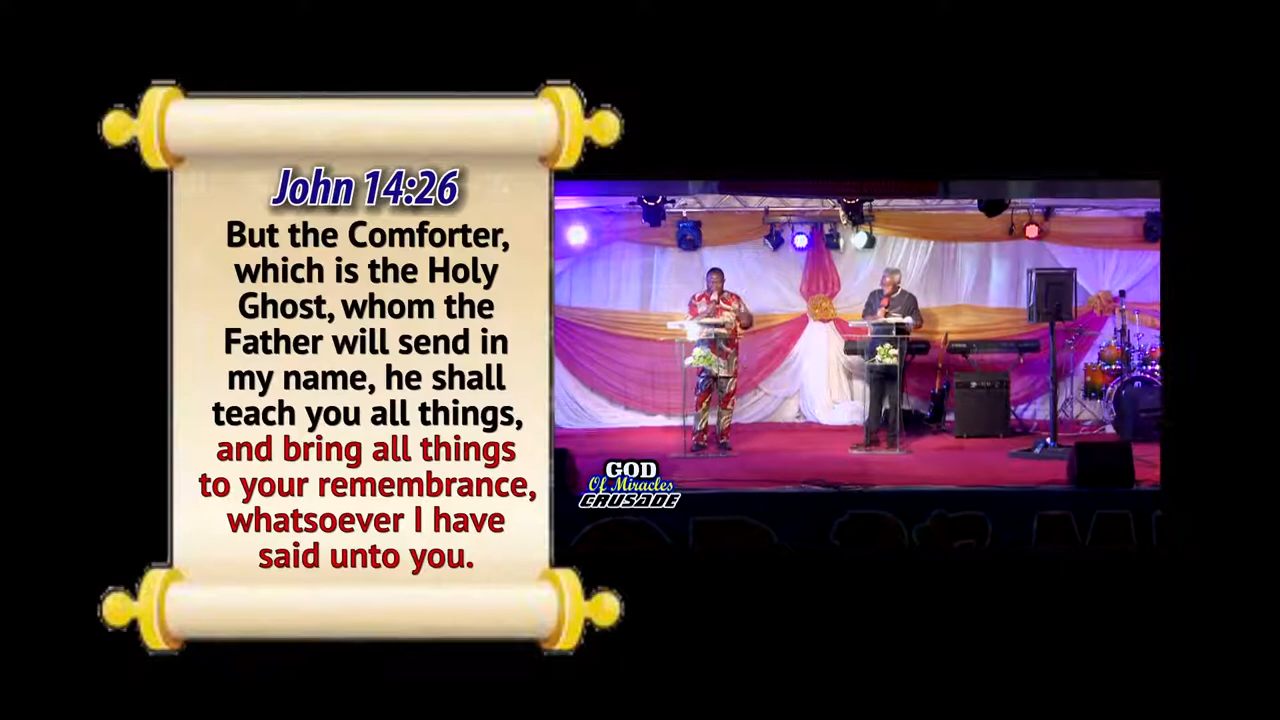 John 14:26
But the Comforter,
which is the Holy
Ghost, whom the
Father will send in
my name, he shall
teach you all things,
and bring all things
to your remembrance,
whatsoever I have
said unto you.
GOD
Of Miracles
CRUSADE